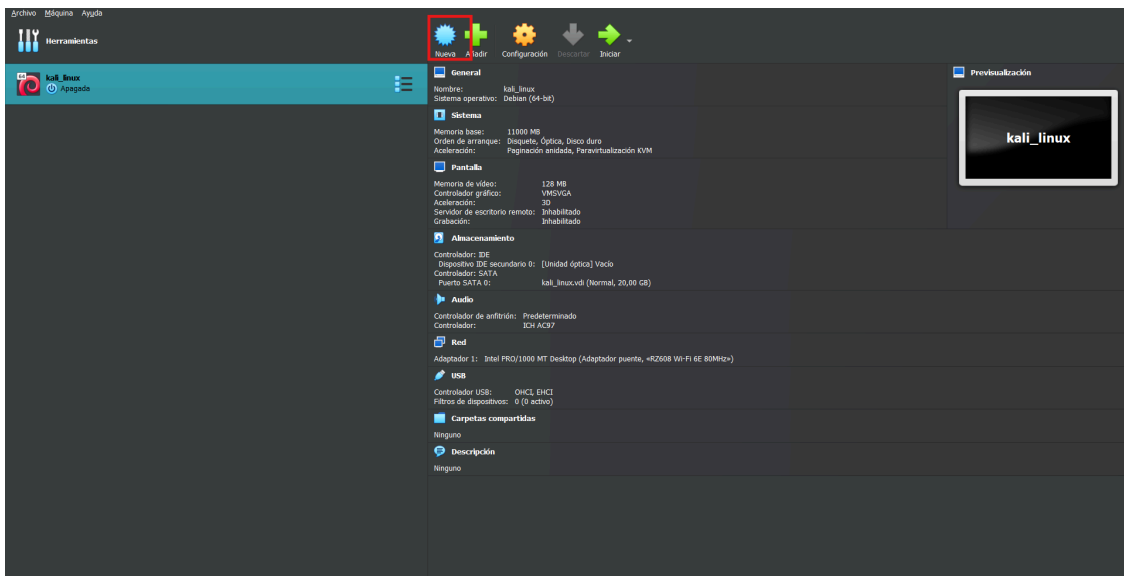 Archivo Máquina Ayuda
Herramientas
Nueva Añadir Configuración Descartar Iniciar
64
kali_linux
Apagada
General
Nombre: kali_linux
Sistema operativo: Debian (64-bit)
Sistema
Memoria base: 11000 MB
Orden de arranque: Disquete, Óptica, Disco duro
Aceleración: Paginación anidada, Paravirtualización KVM
Pantalla
Memoria de vídeo: 128 MB
Controlador gráfico: VMSVGA
Aceleración: 3D
Servidor de escritorio remoto: Inhabilitado
Grabación: Inhabilitado
Almacenamiento
Controlador: IDE
Dispositivo IDE secundario 0: [Unidad óptica] Vacío
Controlador: SATA
Puerto SATA 0: kali_linux.vdi (Normal, 20,00 GB)
Audio
Controlador de anfitrión: Predeterminado
Controlador: ICH AC97
Red
Adaptador 1: Intel PRO/1000 MT Desktop (Adaptador puente, «RZ608 Wi-Fi 6E 80MHz»)
USB
Controlador USB: OHCI, EHCI
Filtros de dispositivos: 0 (0 activo)
Carpetas compartidas
Ninguno
Descripción
Ninguno
Previsualización
kali_linux